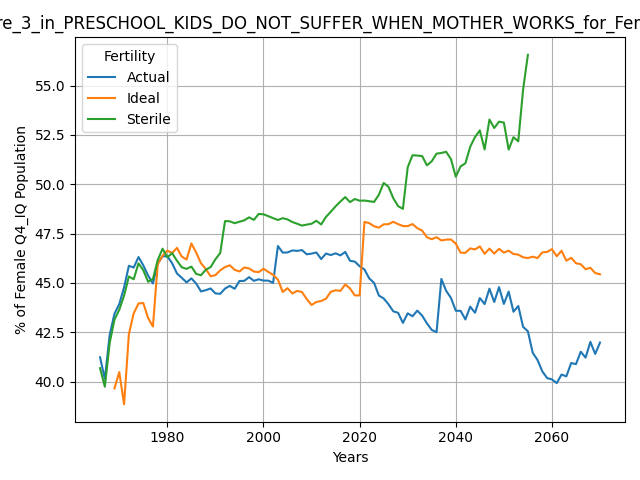 re_3_in_PRESCHOOL_KIDS_DO_NOT_SUFFER_WHEN_MOTHER_WORKS_for_Fer
Fertility
Actual
Ideal
Sterile
% of Female Q4_IQ Population
55.0
52.5
50.0
47.5
45.0
42.5
40.0
1980
2000
2020
2040
2060
Years